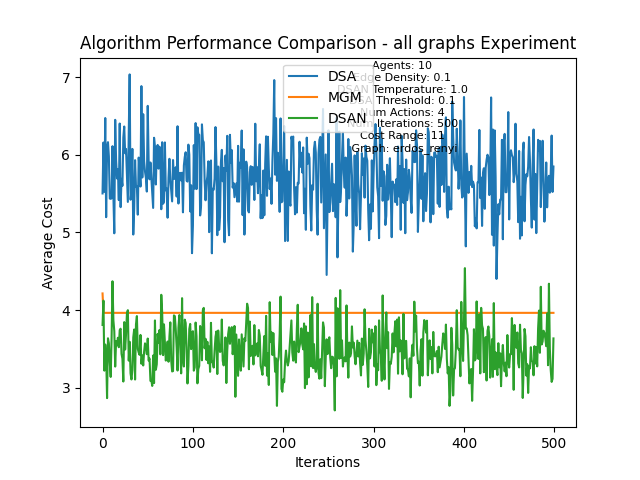 Algorithm Performance Comparison - all graphs Experiment
Agents: 10
Edge Density: 0.1
DSAN Temperature: 1.0
DSA Threshold: 0.1
Num Actions: 4
Num Iterations: 500
Cost Range: 11
Graph: erdos_renyi
DSA
MGM
DSAN
7
6
5
4
3
Average Cost
0
100
200
300
400
500
Iterations